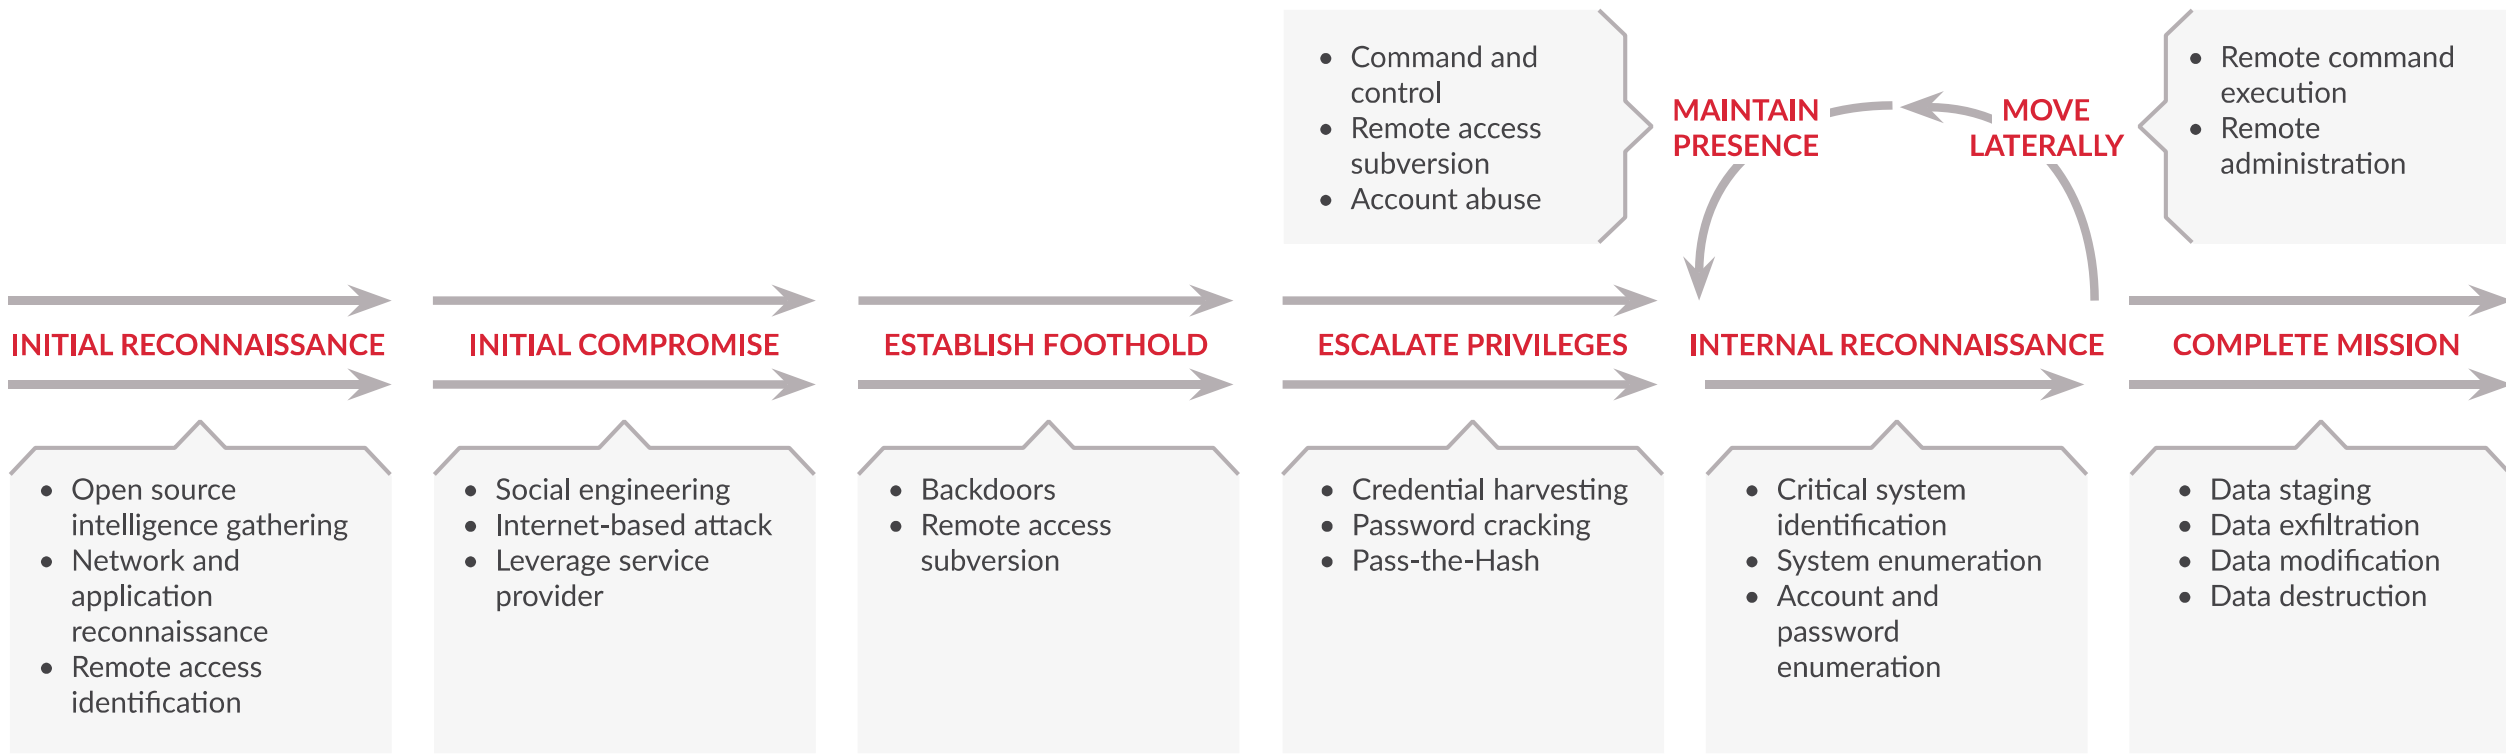 • Command and
control
• Remote access
subversion
• Account abuse
MAINTAIN
PRESENCE
MOVE
LATERALLY
• Remote command
execution
• Remote
administration
INITIAL RECONNAISSANCE
INITIAL COMPROMISE
ESTABLISH FOOTHOLD
ESCALATE PRIVILEGES
INTERNAL RECONNAISSANCE
COMPLETE MISSION
• Open source
intelligence gathering
• Network and
application
reconnaissance
• Remote access
identification
• Social engineering
• Internet-based attack
• Leverage service
provider
• Backdoors
• Remote access
subversion
• Credential harvesting
• Password cracking
• Pass-the-Hash
• Critical system
identification
• System enumeration
• Account and
password
enumeration
• Data staging
• Data exfiltration
• Data modification
• Data destruction